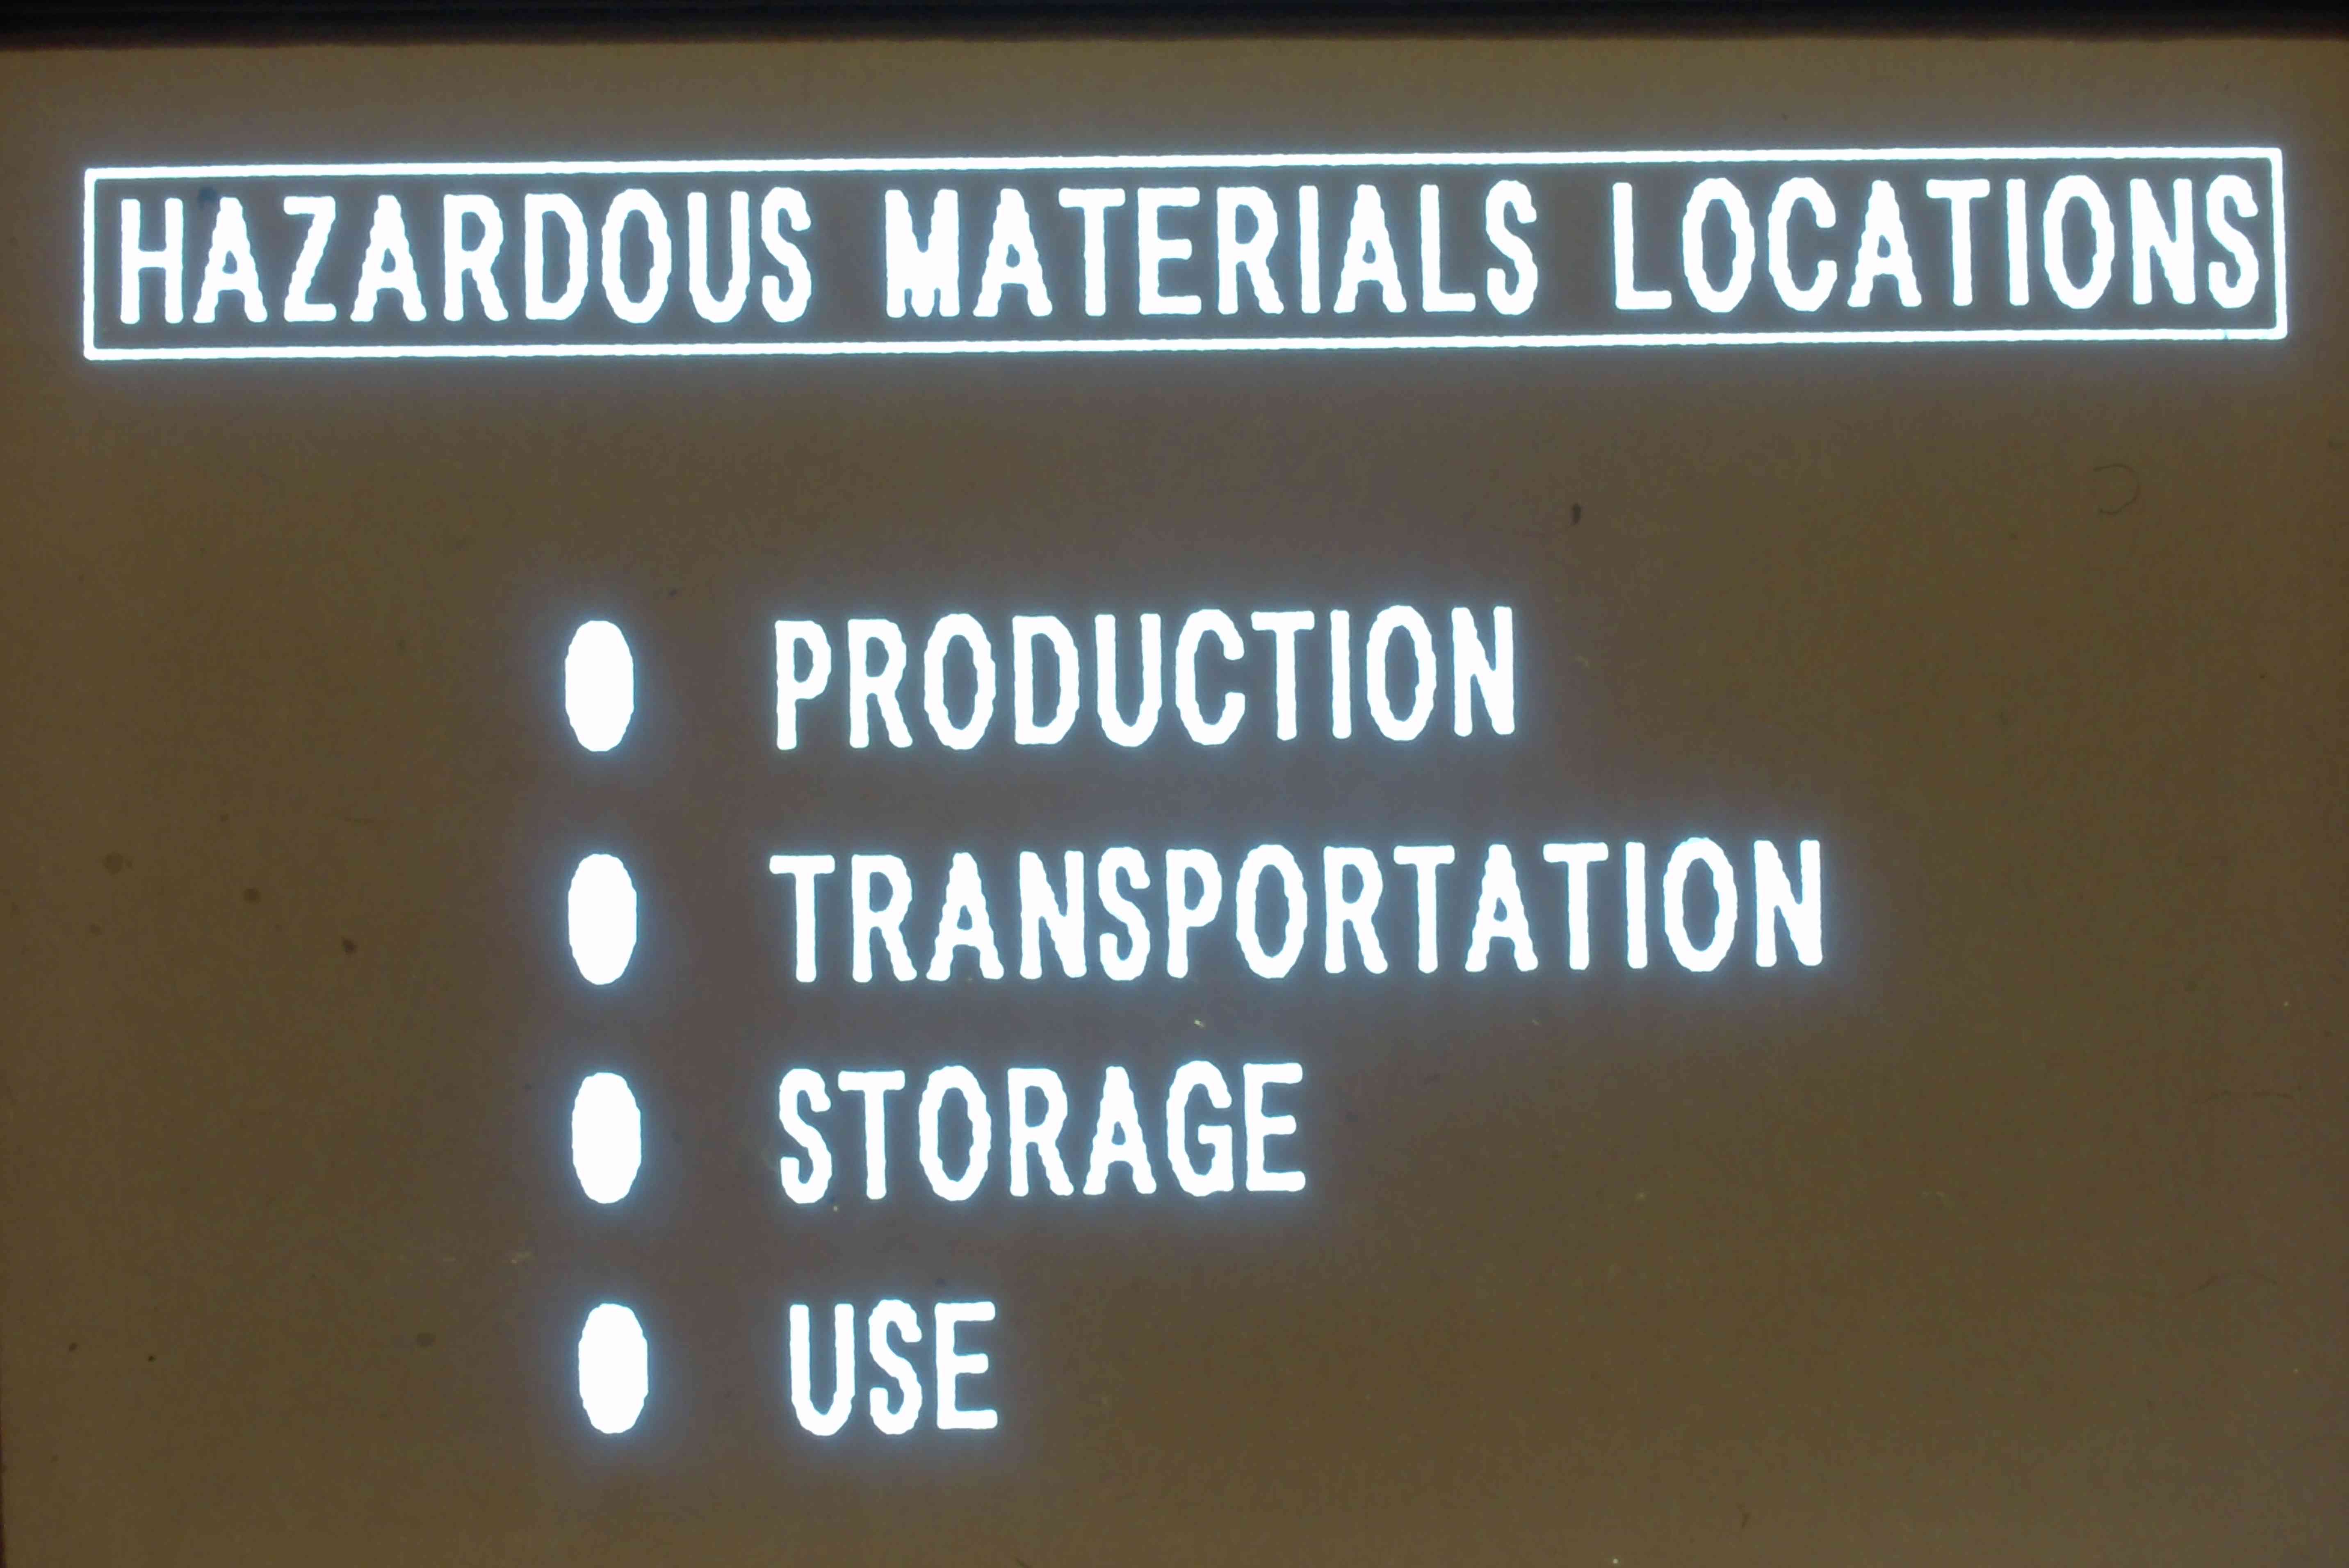 HAZARDOUS MATERIALS LOCATIONS
● PRODUCTION
● TRANSPORTATION
● STORAGE
● USE